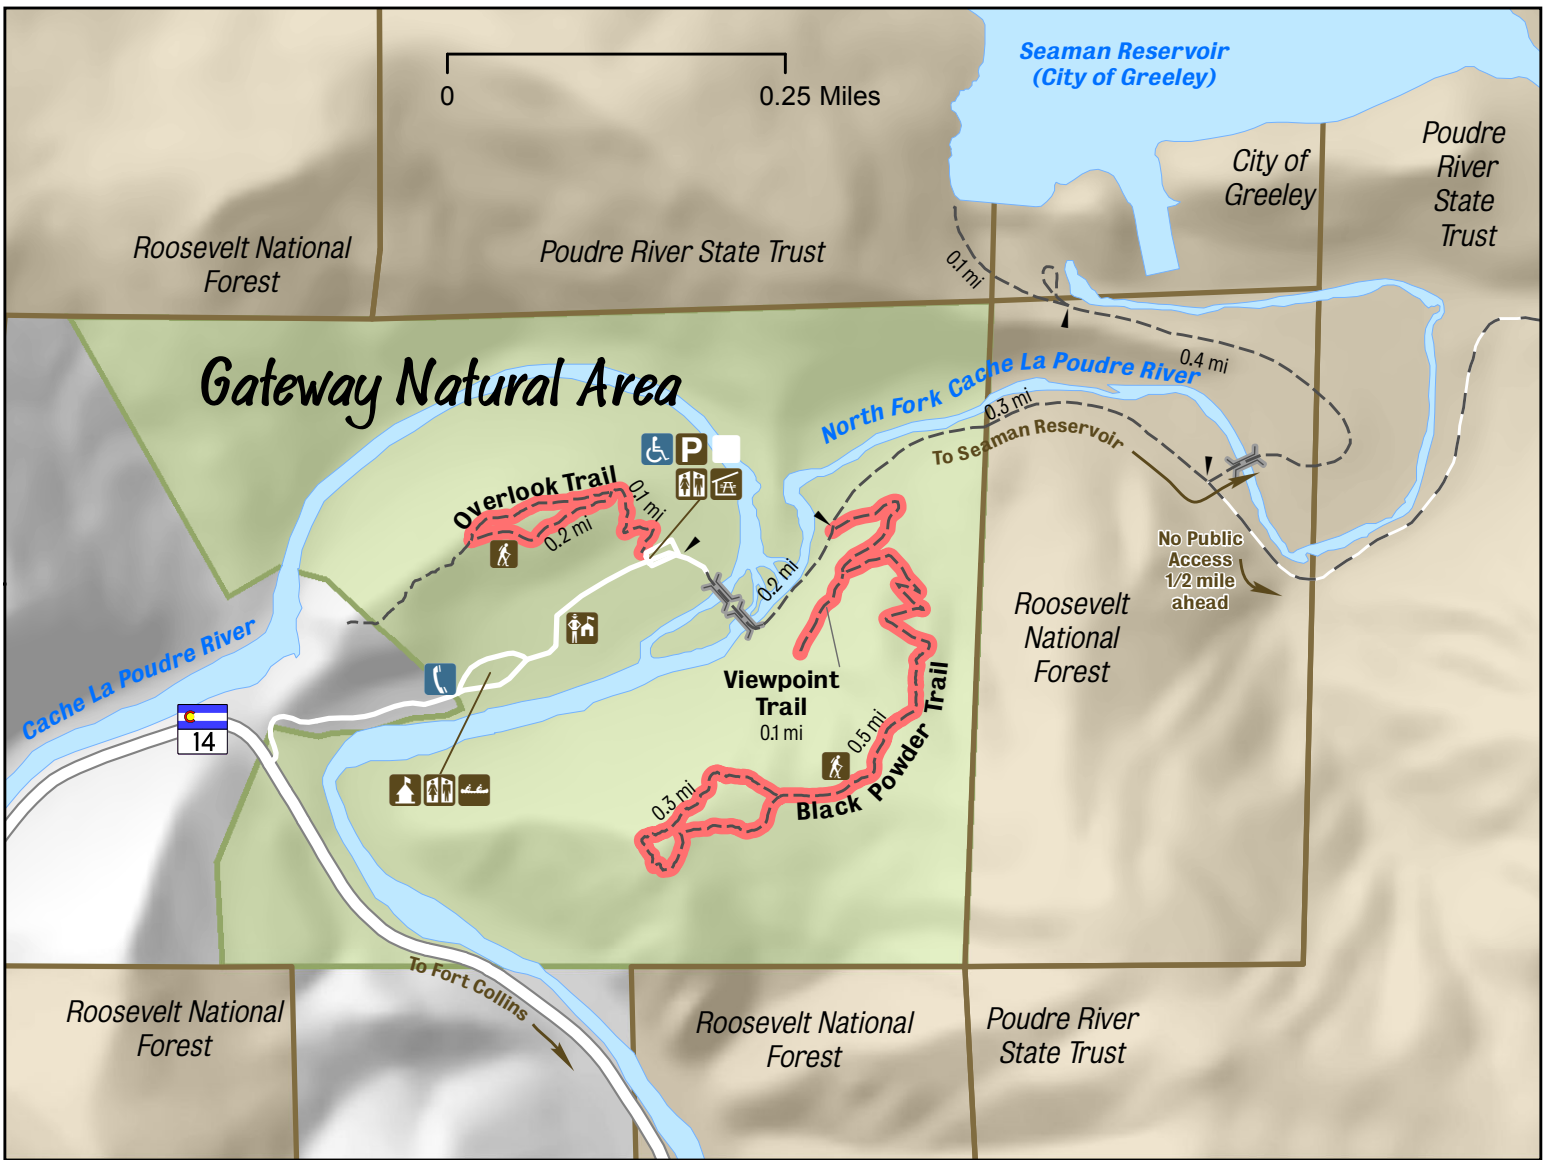 0
0.25 Miles
Seaman Reservoir
(City of Greeley)
Poudre
River
State
Trust
City of
Greeley
Roosevelt National
Forest
Poudre River State Trust
0.1 mi
Gateway Natural Area
0.4 mi
North Fork Cache La Poudre River
0.3 mi
To Seaman Reservoir
P
Overlook Trail
0.1 mi
0.2 mi
No Public
Access
1/2 mile
ahead
0.2 mi
Roosevelt
National
Forest
Cache La Poudre River
Viewpoint
Trail
0.1 mi
14
0.5 mi
Black Powder Trail
0.3 mi
To Fort Collins
Roosevelt National
Forest
Roosevelt National
Forest
Poudre River
State Trust